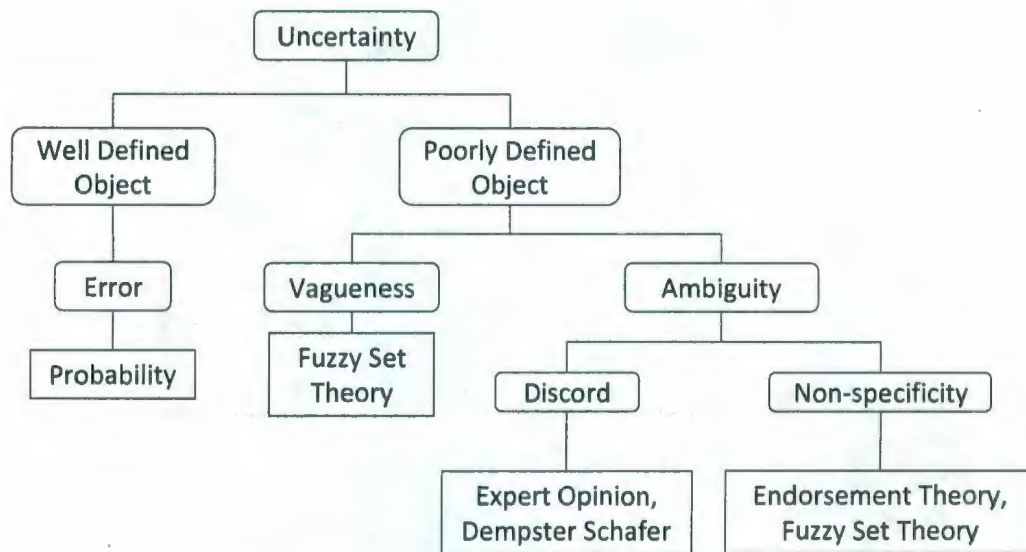 Uncertainty
Well Defined
Object
Poorly Defined
Object
Error
Vagueness
Ambiguity
Probability
Fuzzy Set
Theory
Discord
Non-specificity
Expert Opinion,
Dempster Schafer
Endorsement Theory,
Fuzzy Set Theory